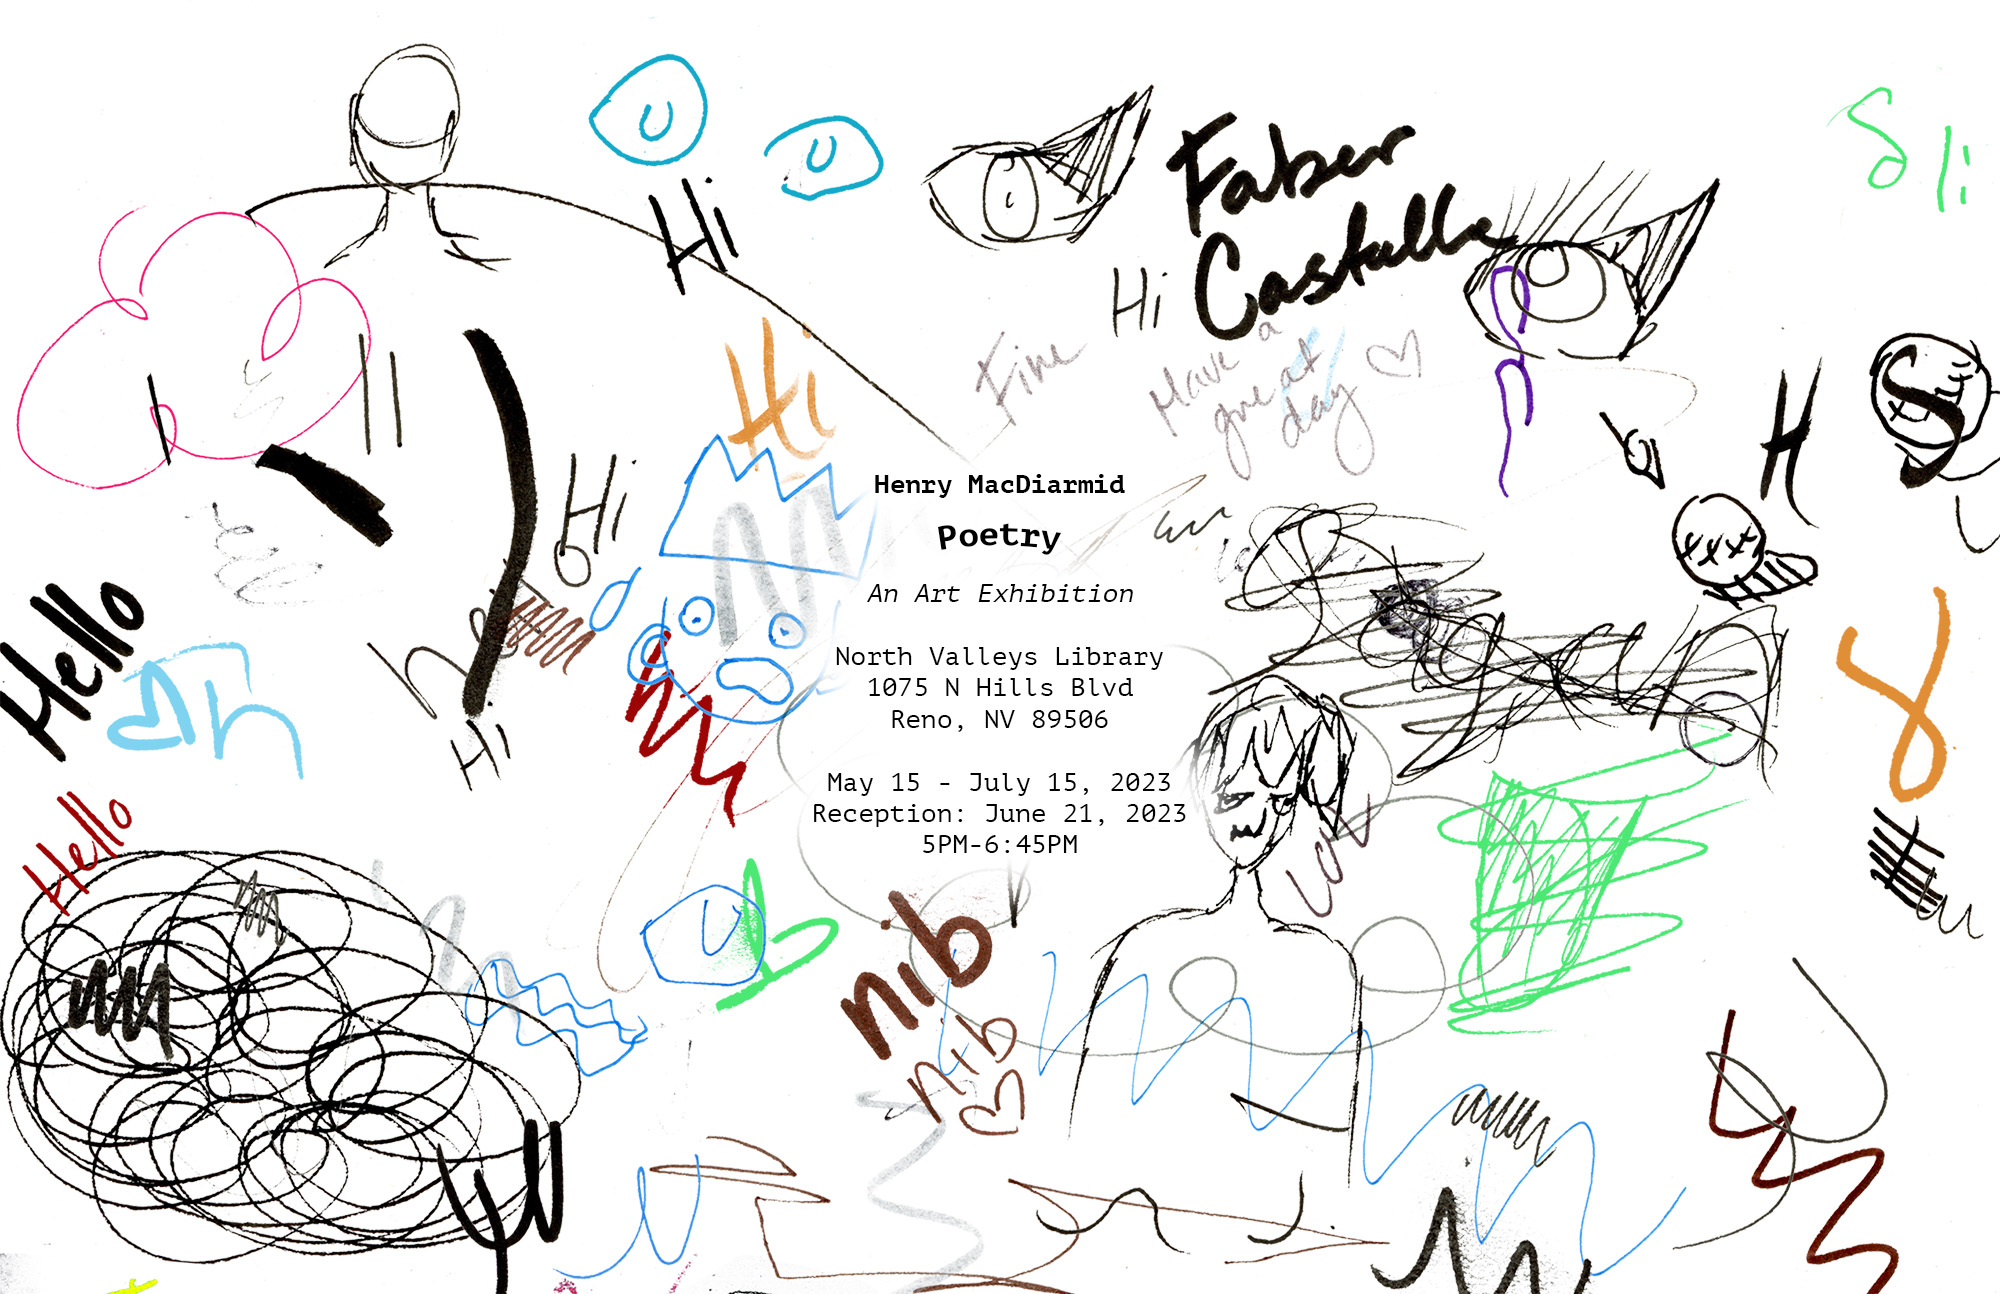 Hi
Faber
Castelle
Hi
Hi
Fine
Have a
great
day
Hi
H
S
Henry MacDiarmid
Poetry
An Art Exhibition
North Valleys Library
1075 N Hills Blvd
Reno, NV 89506
May 15 - July 15, 2023
Reception: June 21, 2023
5PM-6:45PM
Hello
Hi
Hello
Lov
nib
nib